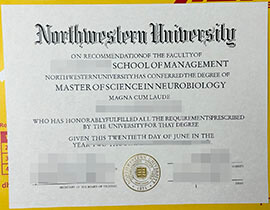 Northwestern University
ON RECOMMENDATION OF THE FACULTY OF
SCHOOL OF MANAGEMENT
NORTHWESTERN UNIVERSITY HAS CONFERRED THE DEGREE OF
MASTER OF SCIENCE IN NEUROBIOLOGY
MAGNA CUM LAUDE
WHO HAS HONORABLY FULFILLED ALL THE REQUIREMENTS PRESCRIBED
BY THE UNIVERSITY FOR THAT DEGREE
GIVEN THIS TWENTIETH DAY OF JUNE IN THE
YEAR TWO